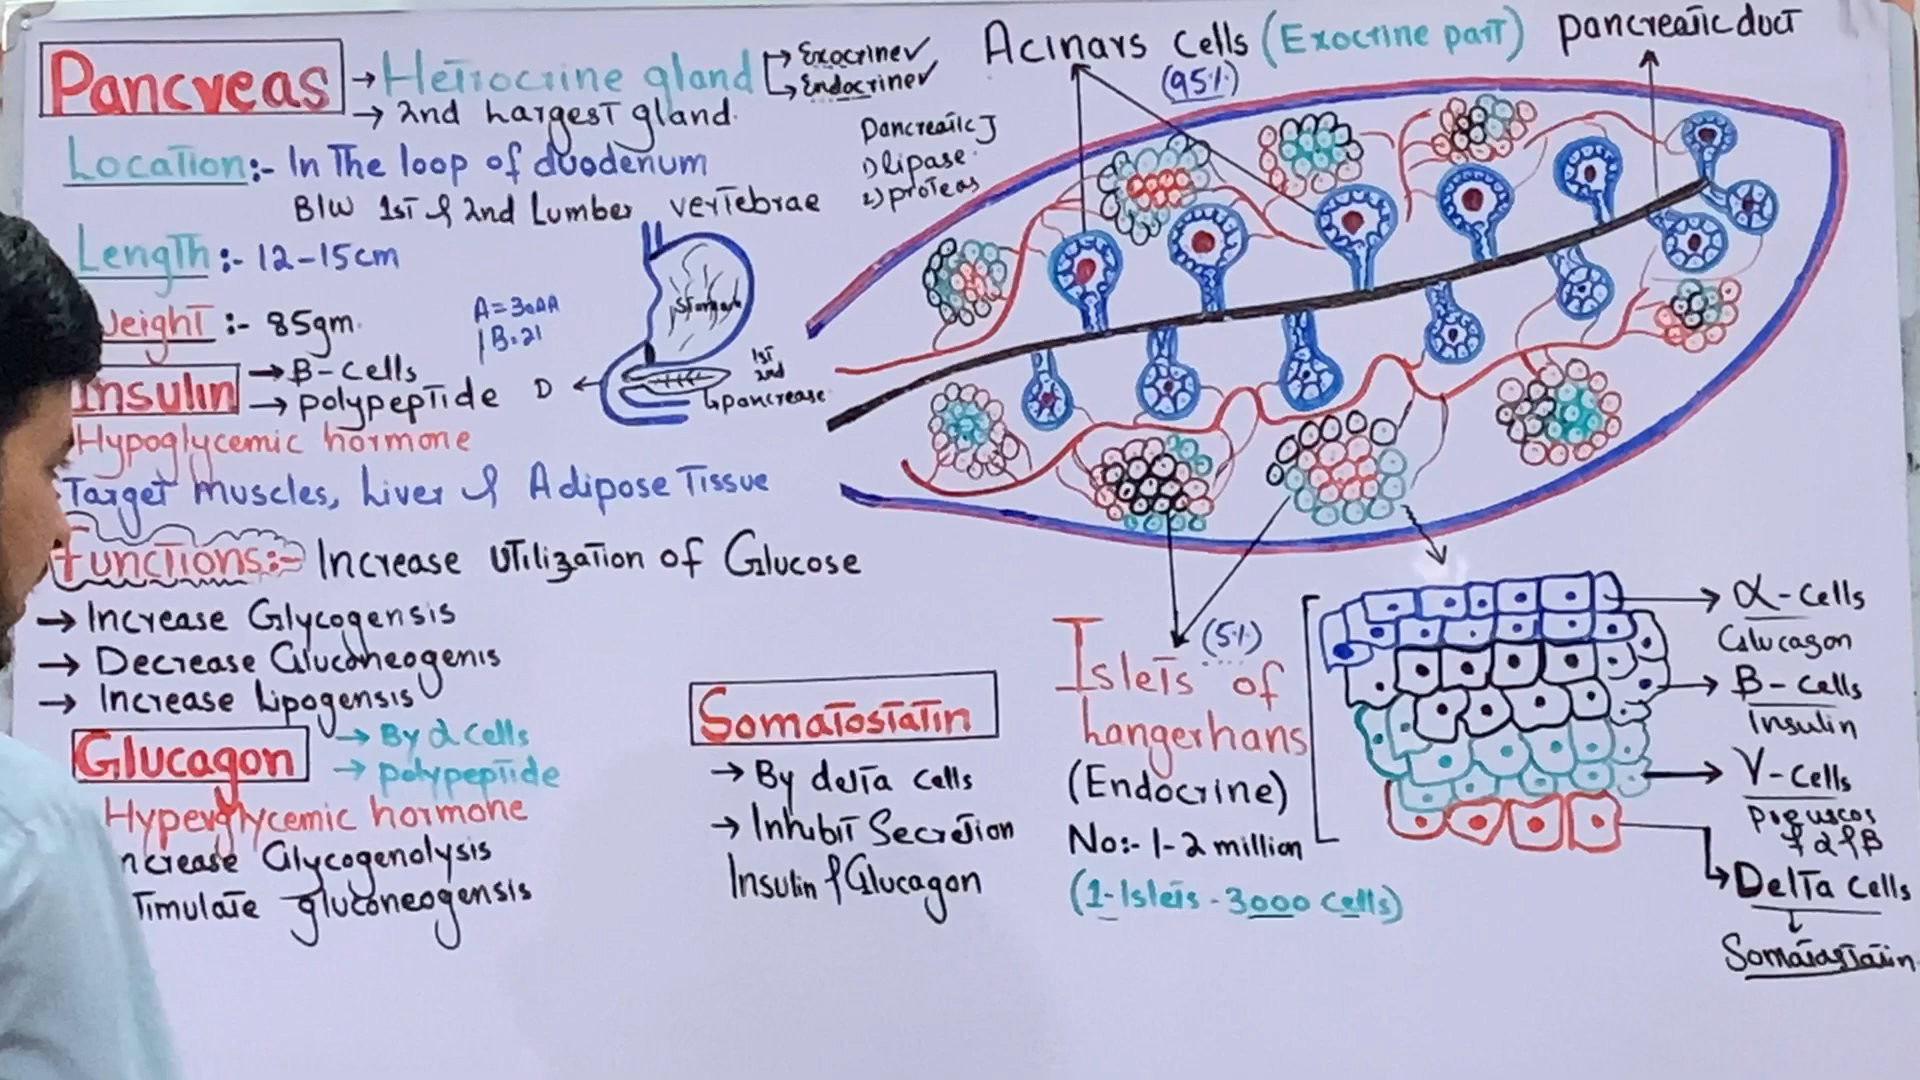 Pancreas → Hetrocrine gland → Exocrine ✓
→ Endocrine ✓
→ 2nd Largest gland.
Location:- In The loop of duodenum
B/W 1st & 2nd Lumber vertebrae
Length :- 12-15cm
Weight :- 85gm.
A=30AA
B=21
Stomach
1st
2nd
D
pancrease
Insulin → B-cells
→ polypeptide
Hypoglycemic hormone
Target muscles, Liver & Adipose Tissue
Functions:- Increase Utilization of Glucose
→ Increase Glycogensis
→ Decrease Gluconeogenis
→ Increase Lipogensis
Glucagon → By α cells
→ polypeptide
Hyperglycemic hormone
ncrease Glycogenolysis
Timulate gluconeogensis
Somatostatin
→ By delta cells
→ Inhibit Secretion
Insulin & Glucagon
Acinars Cells (Exocrine part)
(95%)
pancreatic duct
Pancreatic J
1) lipase
2) proteas
(5%)
Islets of
Langerhans
(Endocrine)
No:- 1-2 million
(1-Islets - 3000 cells)
α-cells
Glucagon
B-cells
Insulin
γ-cells
α & β
Delta cells
Somatostatin